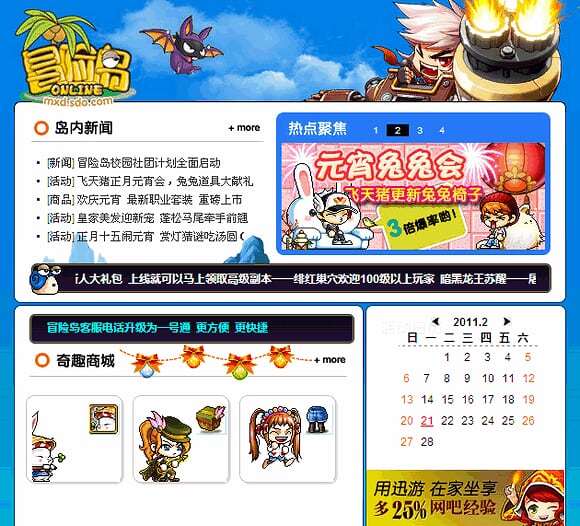 冒险岛
ONLINE
mxd.sdo.com
岛内新闻
+ more
[新闻] 冒险岛校园社团计划全面启动
[活动] 飞天猪正月元宵会，兔兔道具大献礼
[商品] 欢庆元宵 最新职业套装 重磅上市
[活动] 皇家美发迎新宠 蓬松马尾牵手前翘
[活动] 正月十五闹元宵 赏灯猜谜吃汤圆
热点聚焦
1 2 3 4
元宵兔兔会
飞天猪更新兔兔椅子
3倍爆率哟！
人大礼包 上线就可以马上领取高级副本——绯红巢穴欢迎100级以上玩家 暗黑龙王苏醒——
冒险岛客服电话升级为一号通 更方便 更快捷
奇趣商城
+ more
2011.2
日 一 二 三 四 五 六
1 2 3 4 5
6 7 8 9 10 11 12
13 14 15 16 17 18 19
20 21 22 23 24 25 26
27 28
用迅游 在家坐享
多25%网吧经验